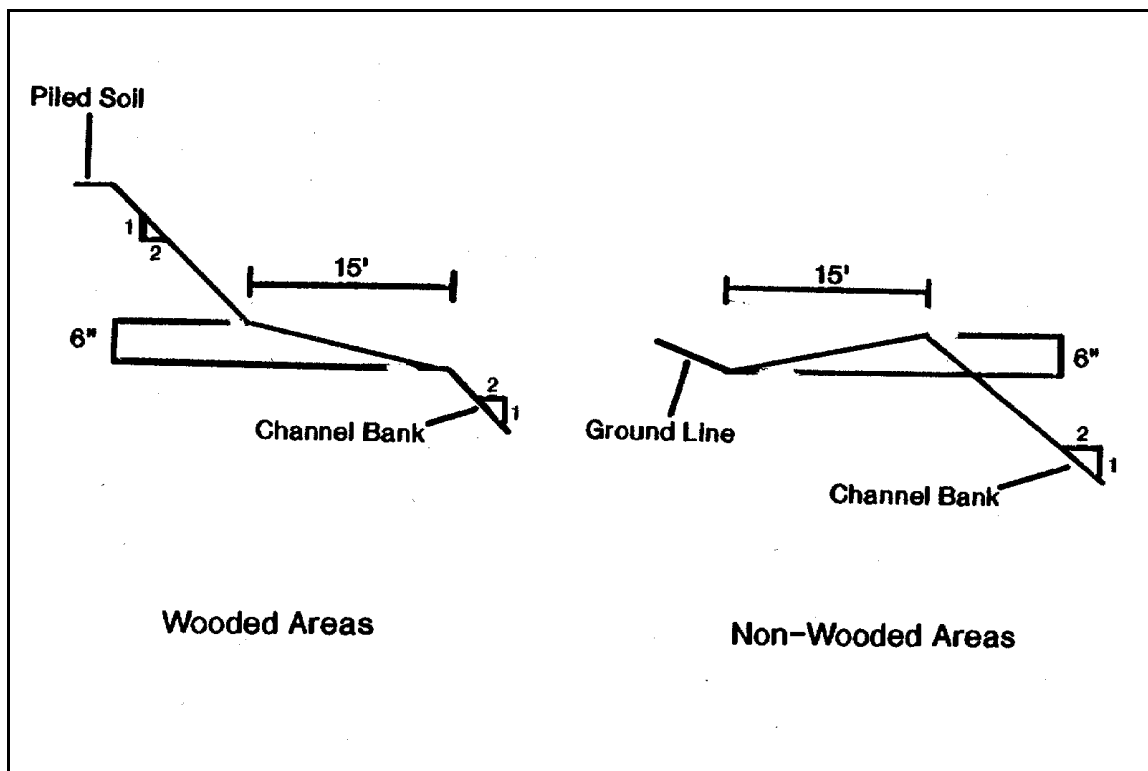 Piled Soil
1
2
15'
6"
2
1
Channel Bank
Wooded Areas
15'
6"
Ground Line
2
1
Channel Bank
Non-Wooded Areas